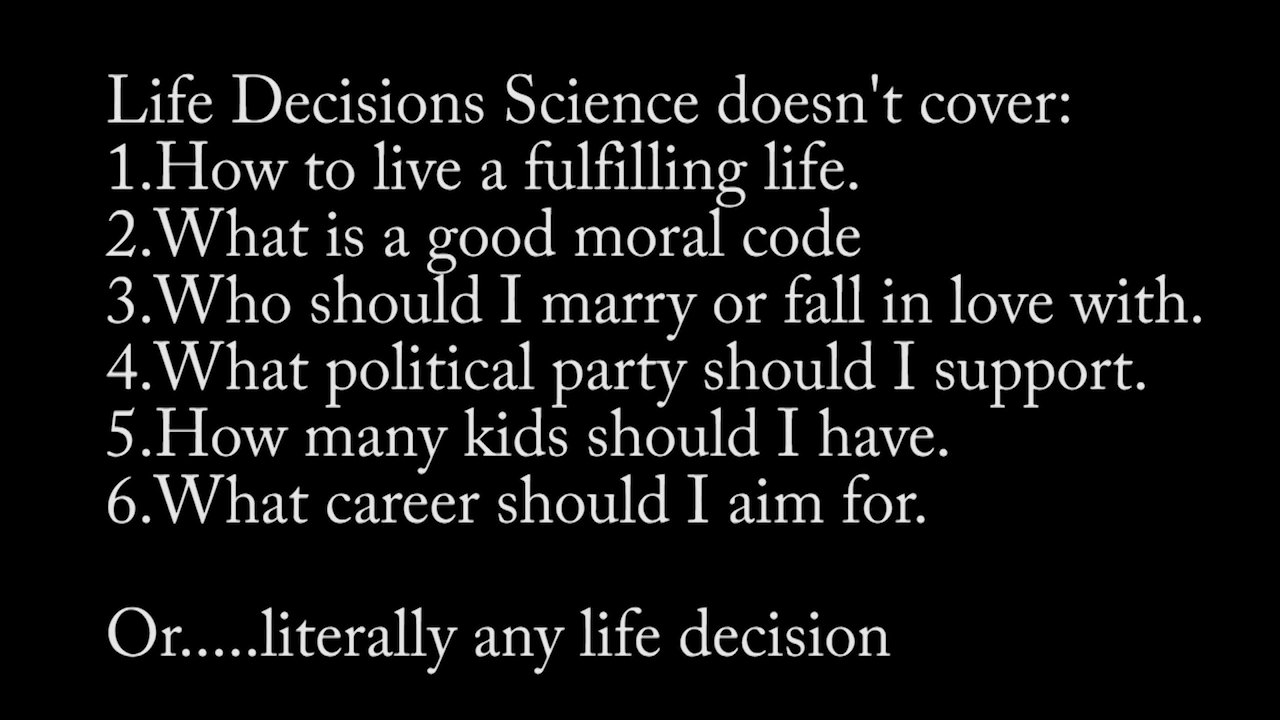 Life Decisions Science doesn't cover:
1.How to live a fulfilling life.
2.What is a good moral code
3.Who should I marry or fall in love with.
4.What political party should I support.
5.How many kids should I have.
6.What career should I aim for.
Or.....literally any life decision